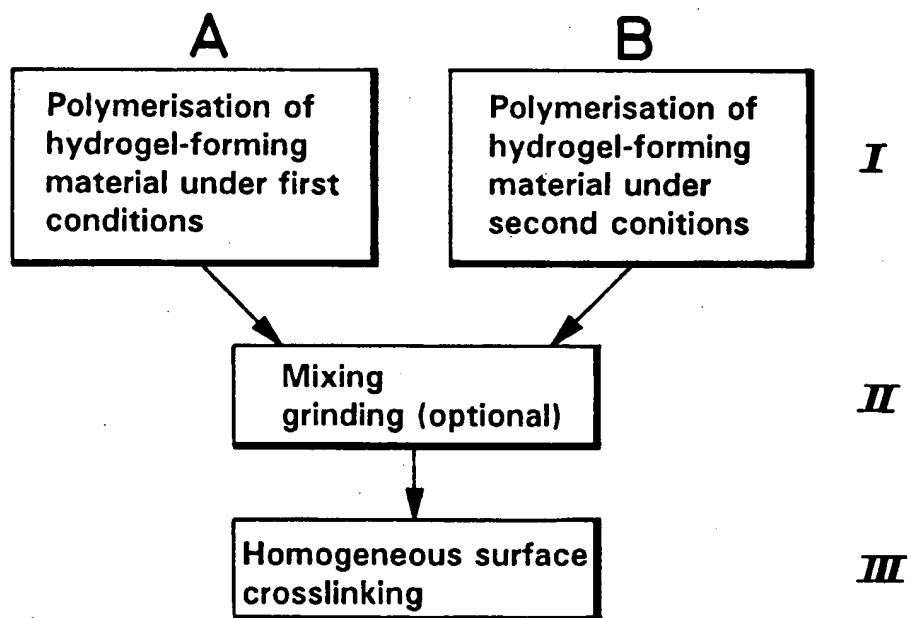 A
B
Polymerisation of
hydrogel-forming
material under first
conditions
Polymerisation of
hydrogel-forming
material under
second conitions
I
Mixing
grinding (optional)
II
Homogeneous surface
crosslinking
III